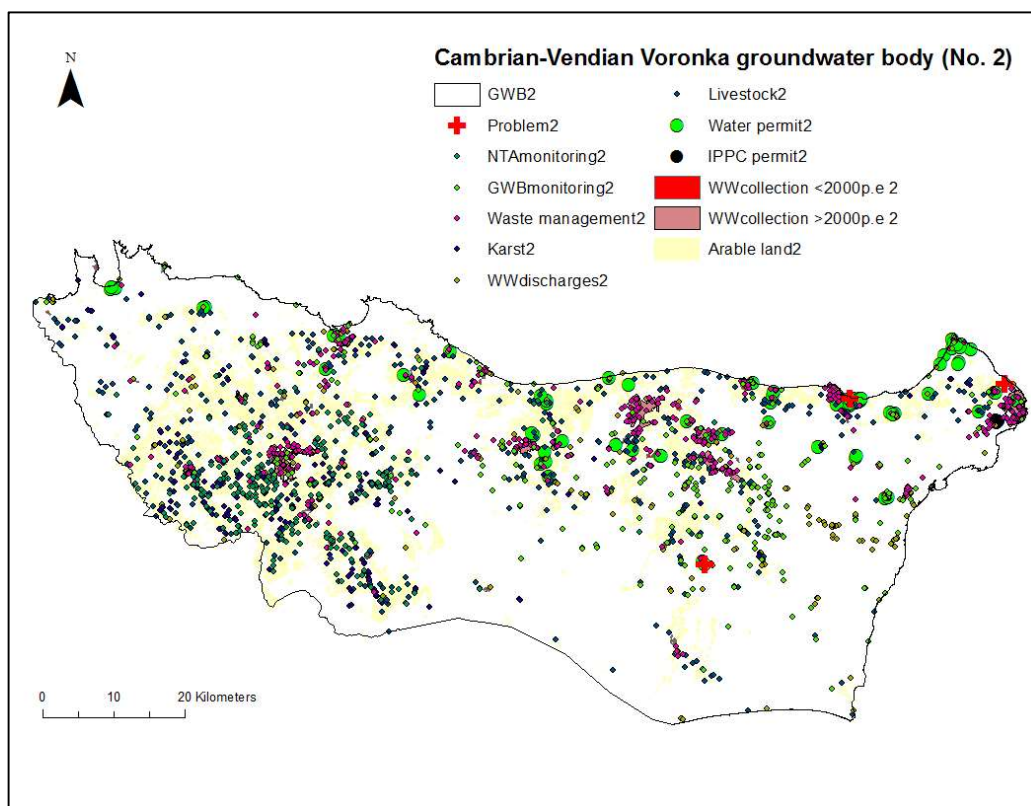 Cambrian-Vendian Voronka groundwater body (No. 2)
N
GWB2
Problem2
NTAmonitoring2
GWBmonitoring2
Waste management2
Karst2
WWdischarges2
Livestock2
Water permit2
IPPC permit2
WWcollection <2000p.e 2
WWcollection >2000p.e 2
Arable land2
0 10 20 Kilometers